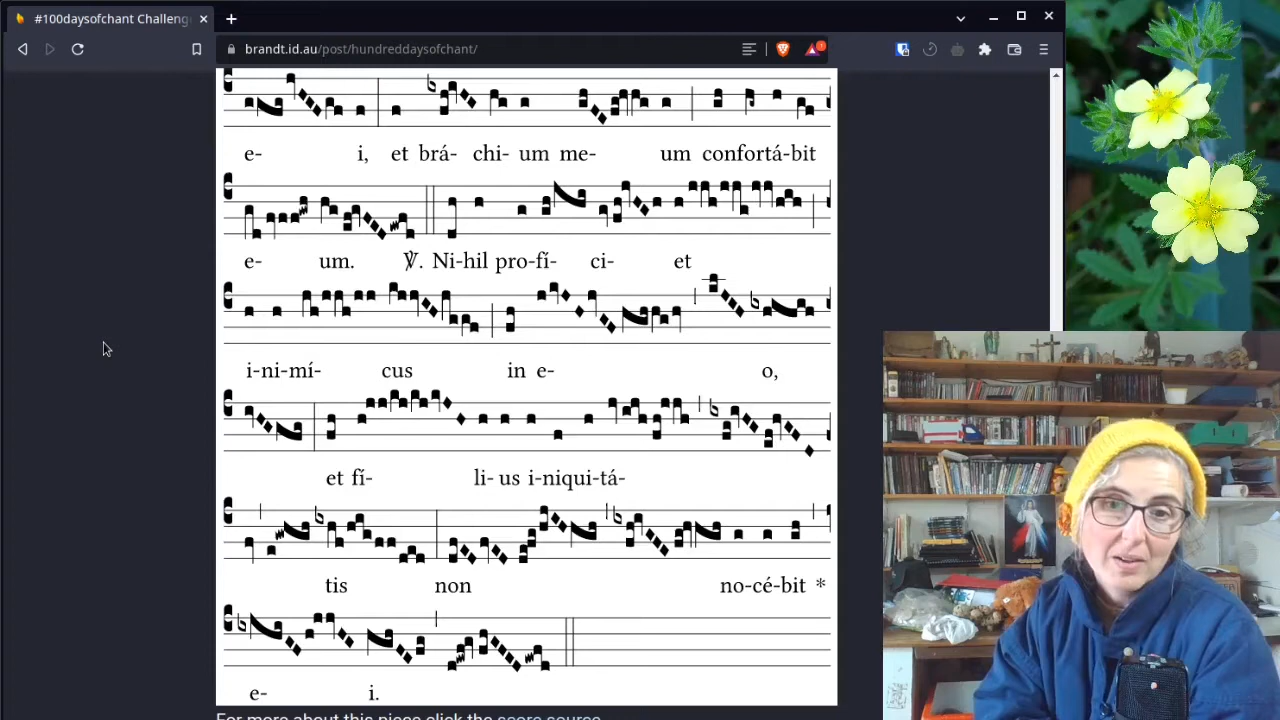 #100daysofchant Challeng
brandt.id.au/post/hundreddaysofchant/
e- i, et brá- chi- um me- um confortá-bit
e- um. ℣. Ni-hil pro-fí- ci- et
i-ni-mí- cus in e- o,
et fí- li- us i-niqui-tá-
tis non no-cé-bit *
e- i.
For more about this piece click the score source